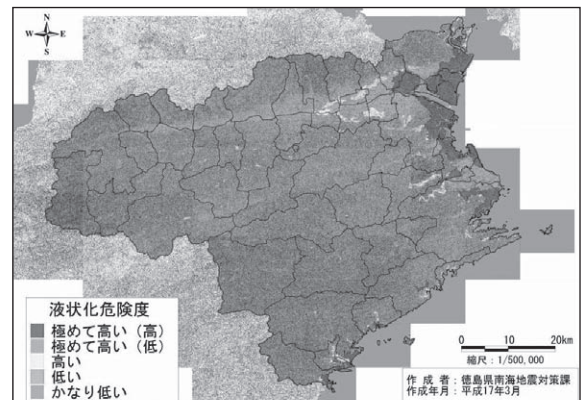 N
W E
S
液状化危険度
極めて高い（高）
極めて高い（低）
高い
低い
かなり低い
0 10 20km
縮尺：1/500,000
作 成 者：徳島県南海地震対策課
作成年月：平成17年3月